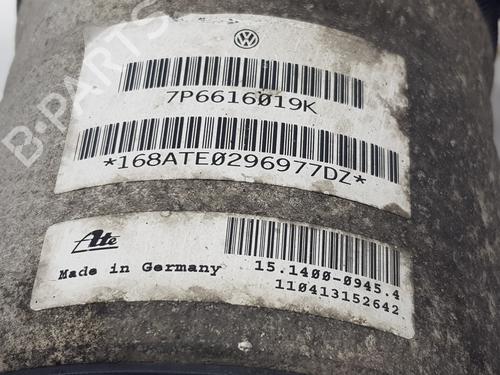 B-PARTS
7P6616019K
*168ATE0296977DZ*
Ate
Made in Germany
15.1400-0945.4
110413152642